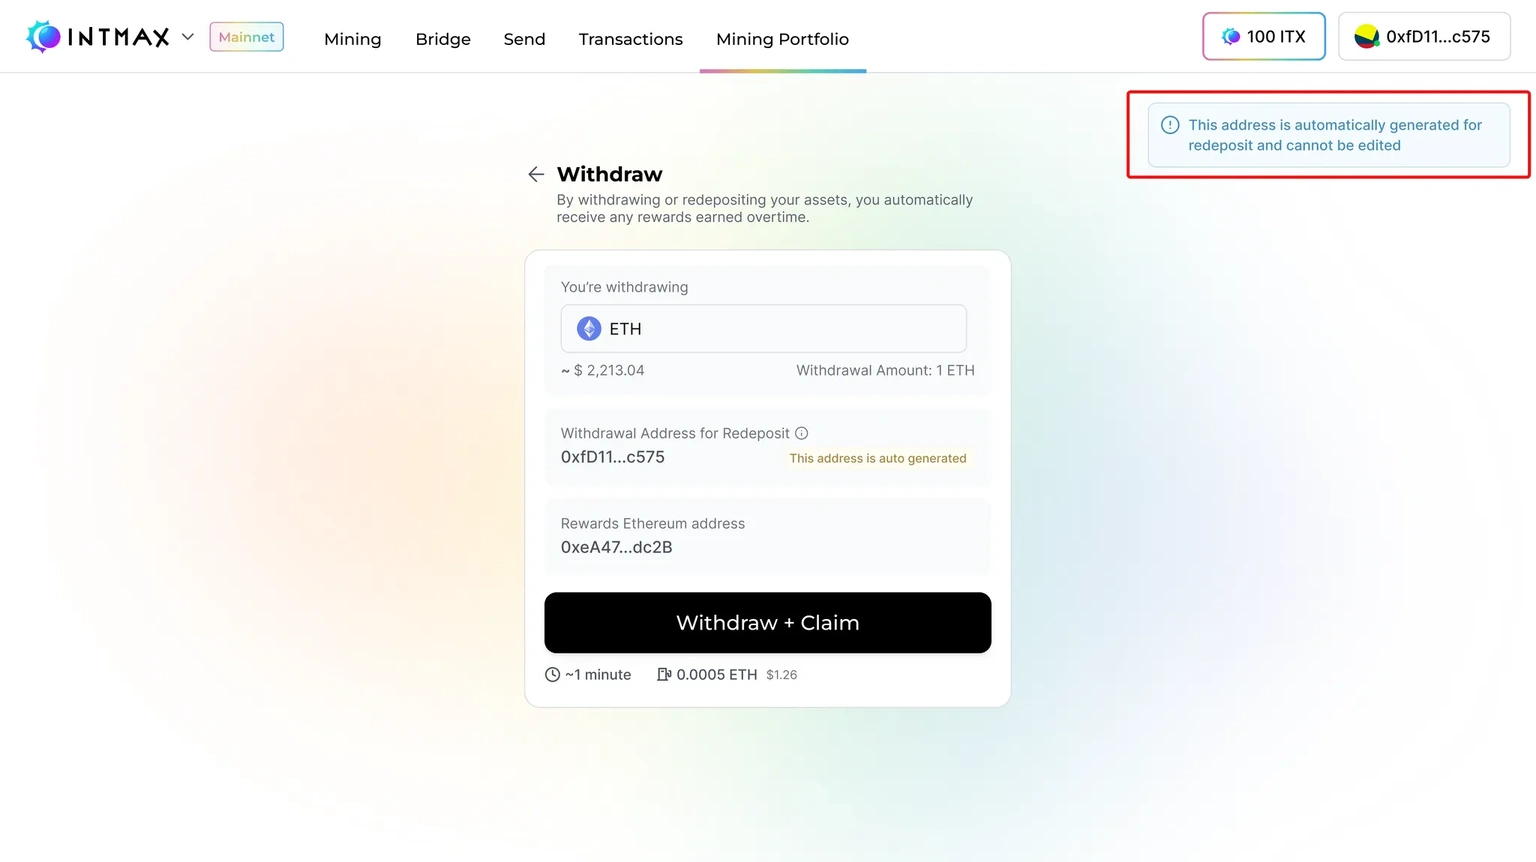 INTMAX
Mainnet
Mining
Bridge
Send
Transactions
Mining Portfolio
100 ITX
0xfD11...c575
This address is automatically generated for
redeposit and cannot be edited
Withdraw
By withdrawing or redepositing your assets, you automatically
receive any rewards earned overtime.
You’re withdrawing
ETH
~ $ 2,213.04
Withdrawal Amount: 1 ETH
Withdrawal Address for Redeposit
0xfD11...c575
This address is auto generated
Rewards Ethereum address
0xeA47...dc2B
Withdraw + Claim
~1 minute
0.0005 ETH $1.26